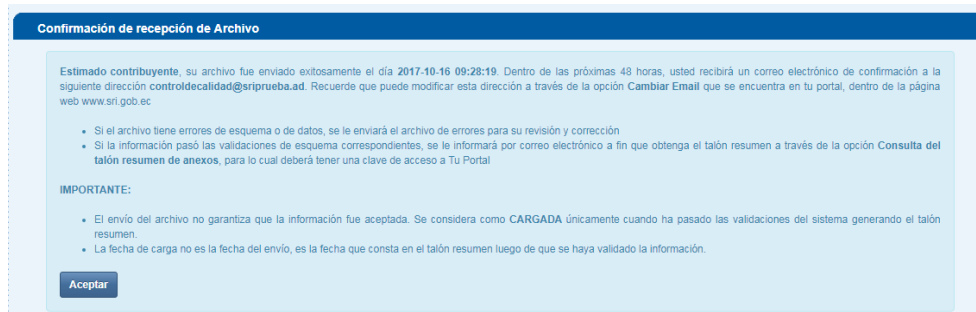 Confirmación de recepción de Archivo
Estimado contribuyente, su archivo fue enviado exitosamente el día 2017-10-16 09:28:19. Dentro de las próximas 48 horas, usted recibirá un correo electrónico de confirmación a la
siguiente dirección controldecalidad@sriprueba.ad. Recuerde que puede modificar esta dirección a través de la opción Cambiar Email que se encuentra en tu portal, dentro de la página
web www.sri.gob.ec
• Si el archivo tiene errores de esquema o de datos, se le enviará el archivo de errores para su revisión y corrección
• Si la información pasó las validaciones de esquema correspondientes, se le informará por correo electrónico a fin que obtenga el talón resumen a través de la opción Consulta del
talón resumen de anexos, para lo cual deberá tener una clave de acceso a Tu Portal
IMPORTANTE:
• El envío del archivo no garantiza que la información fue aceptada. Se considera como CARGADA únicamente cuando ha pasado las validaciones del sistema generando el talón
resumen.
• La fecha de carga no es la fecha del envío, es la fecha que consta en el talón resumen luego de que se haya validado la información.
Aceptar